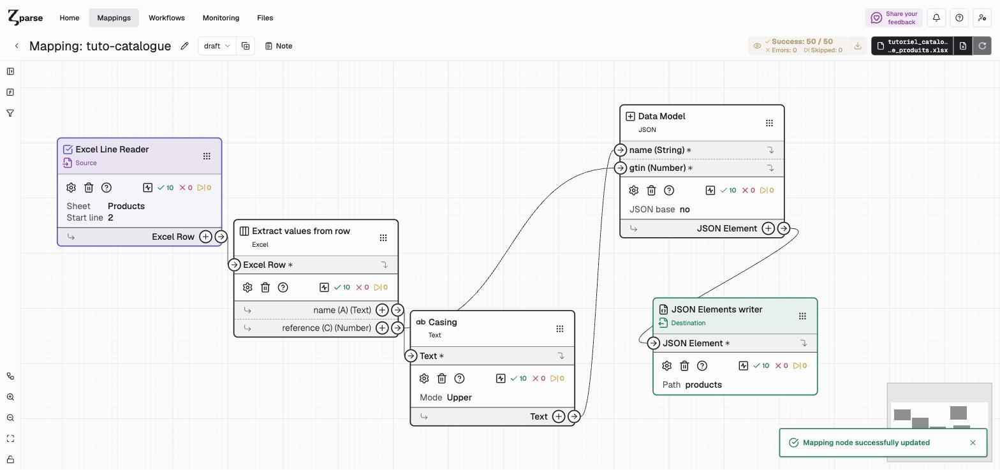 Zparse
Home
Mappings
Workflows
Monitoring
Files
Share your
feedback
Mapping: tuto-catalogue
draft
Note
Success: 50 / 50
Errors: 0
Skipped: 0
tutoriel_catalo…
…e_produits.xlsx
Excel Line Reader
Source
10
0
0
Sheet Products
Start line 2
Excel Row
Extract values from row
Excel
Excel Row *
10
0
0
name (A) (Text)
reference (C) (Number)
ab Casing
Text
Text *
10
0
0
Mode Upper
Text
Data Model
JSON
name (String) *
gtin (Number) *
10
0
0
JSON base no
JSON Element
JSON Elements writer
Destination
JSON Element *
10
0
0
Path products
Mapping node successfully updated